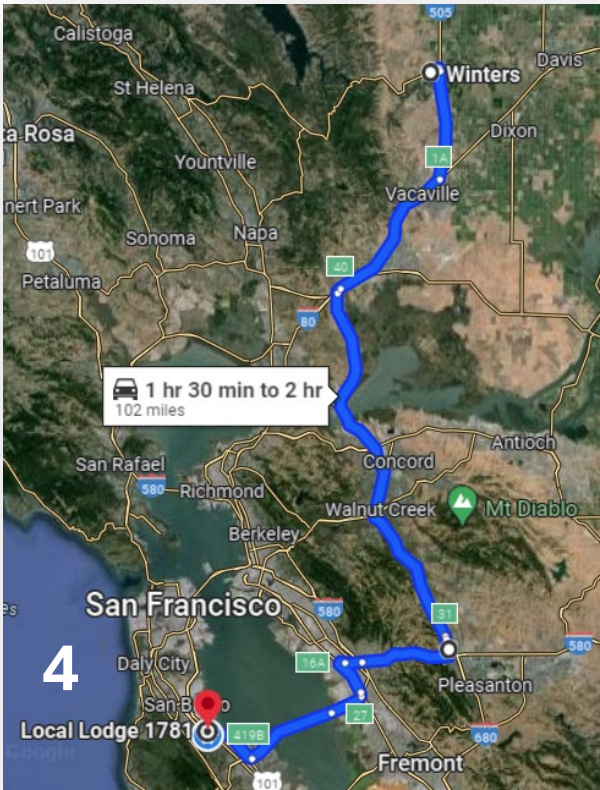 505
Calistoga
Davis
Winters
St Helena
ta Rosa
Dixon
1A
Yountville
Vacaville
nert Park
Sonoma
Napa
101
40
Petaluma
80
1 hr 30 min to 2 hr
102 miles
Antioch
San Rafael
Concord
580
Richmond
Walnut Creek
Mt Diablo
Berkeley
San Francisco
580
31
es
580
4
Daly City
16A
Pleasanton
San B
o
27
Local Lodge 1781
419B
680
Google
Fremont
101